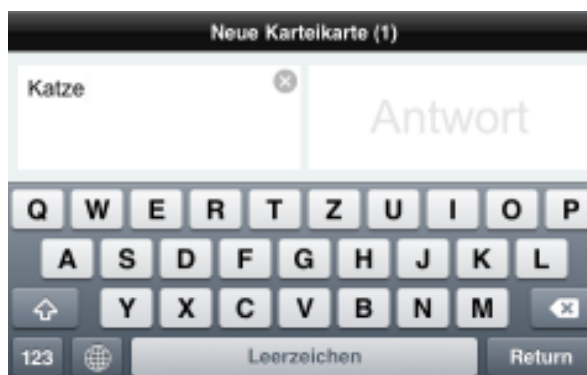 Neue Karteikarte (1)
Katze
Antwort
Q W E R T Z U I O P
A S D F G H J K L
Y X C V B N M
123 Leerzeichen Return